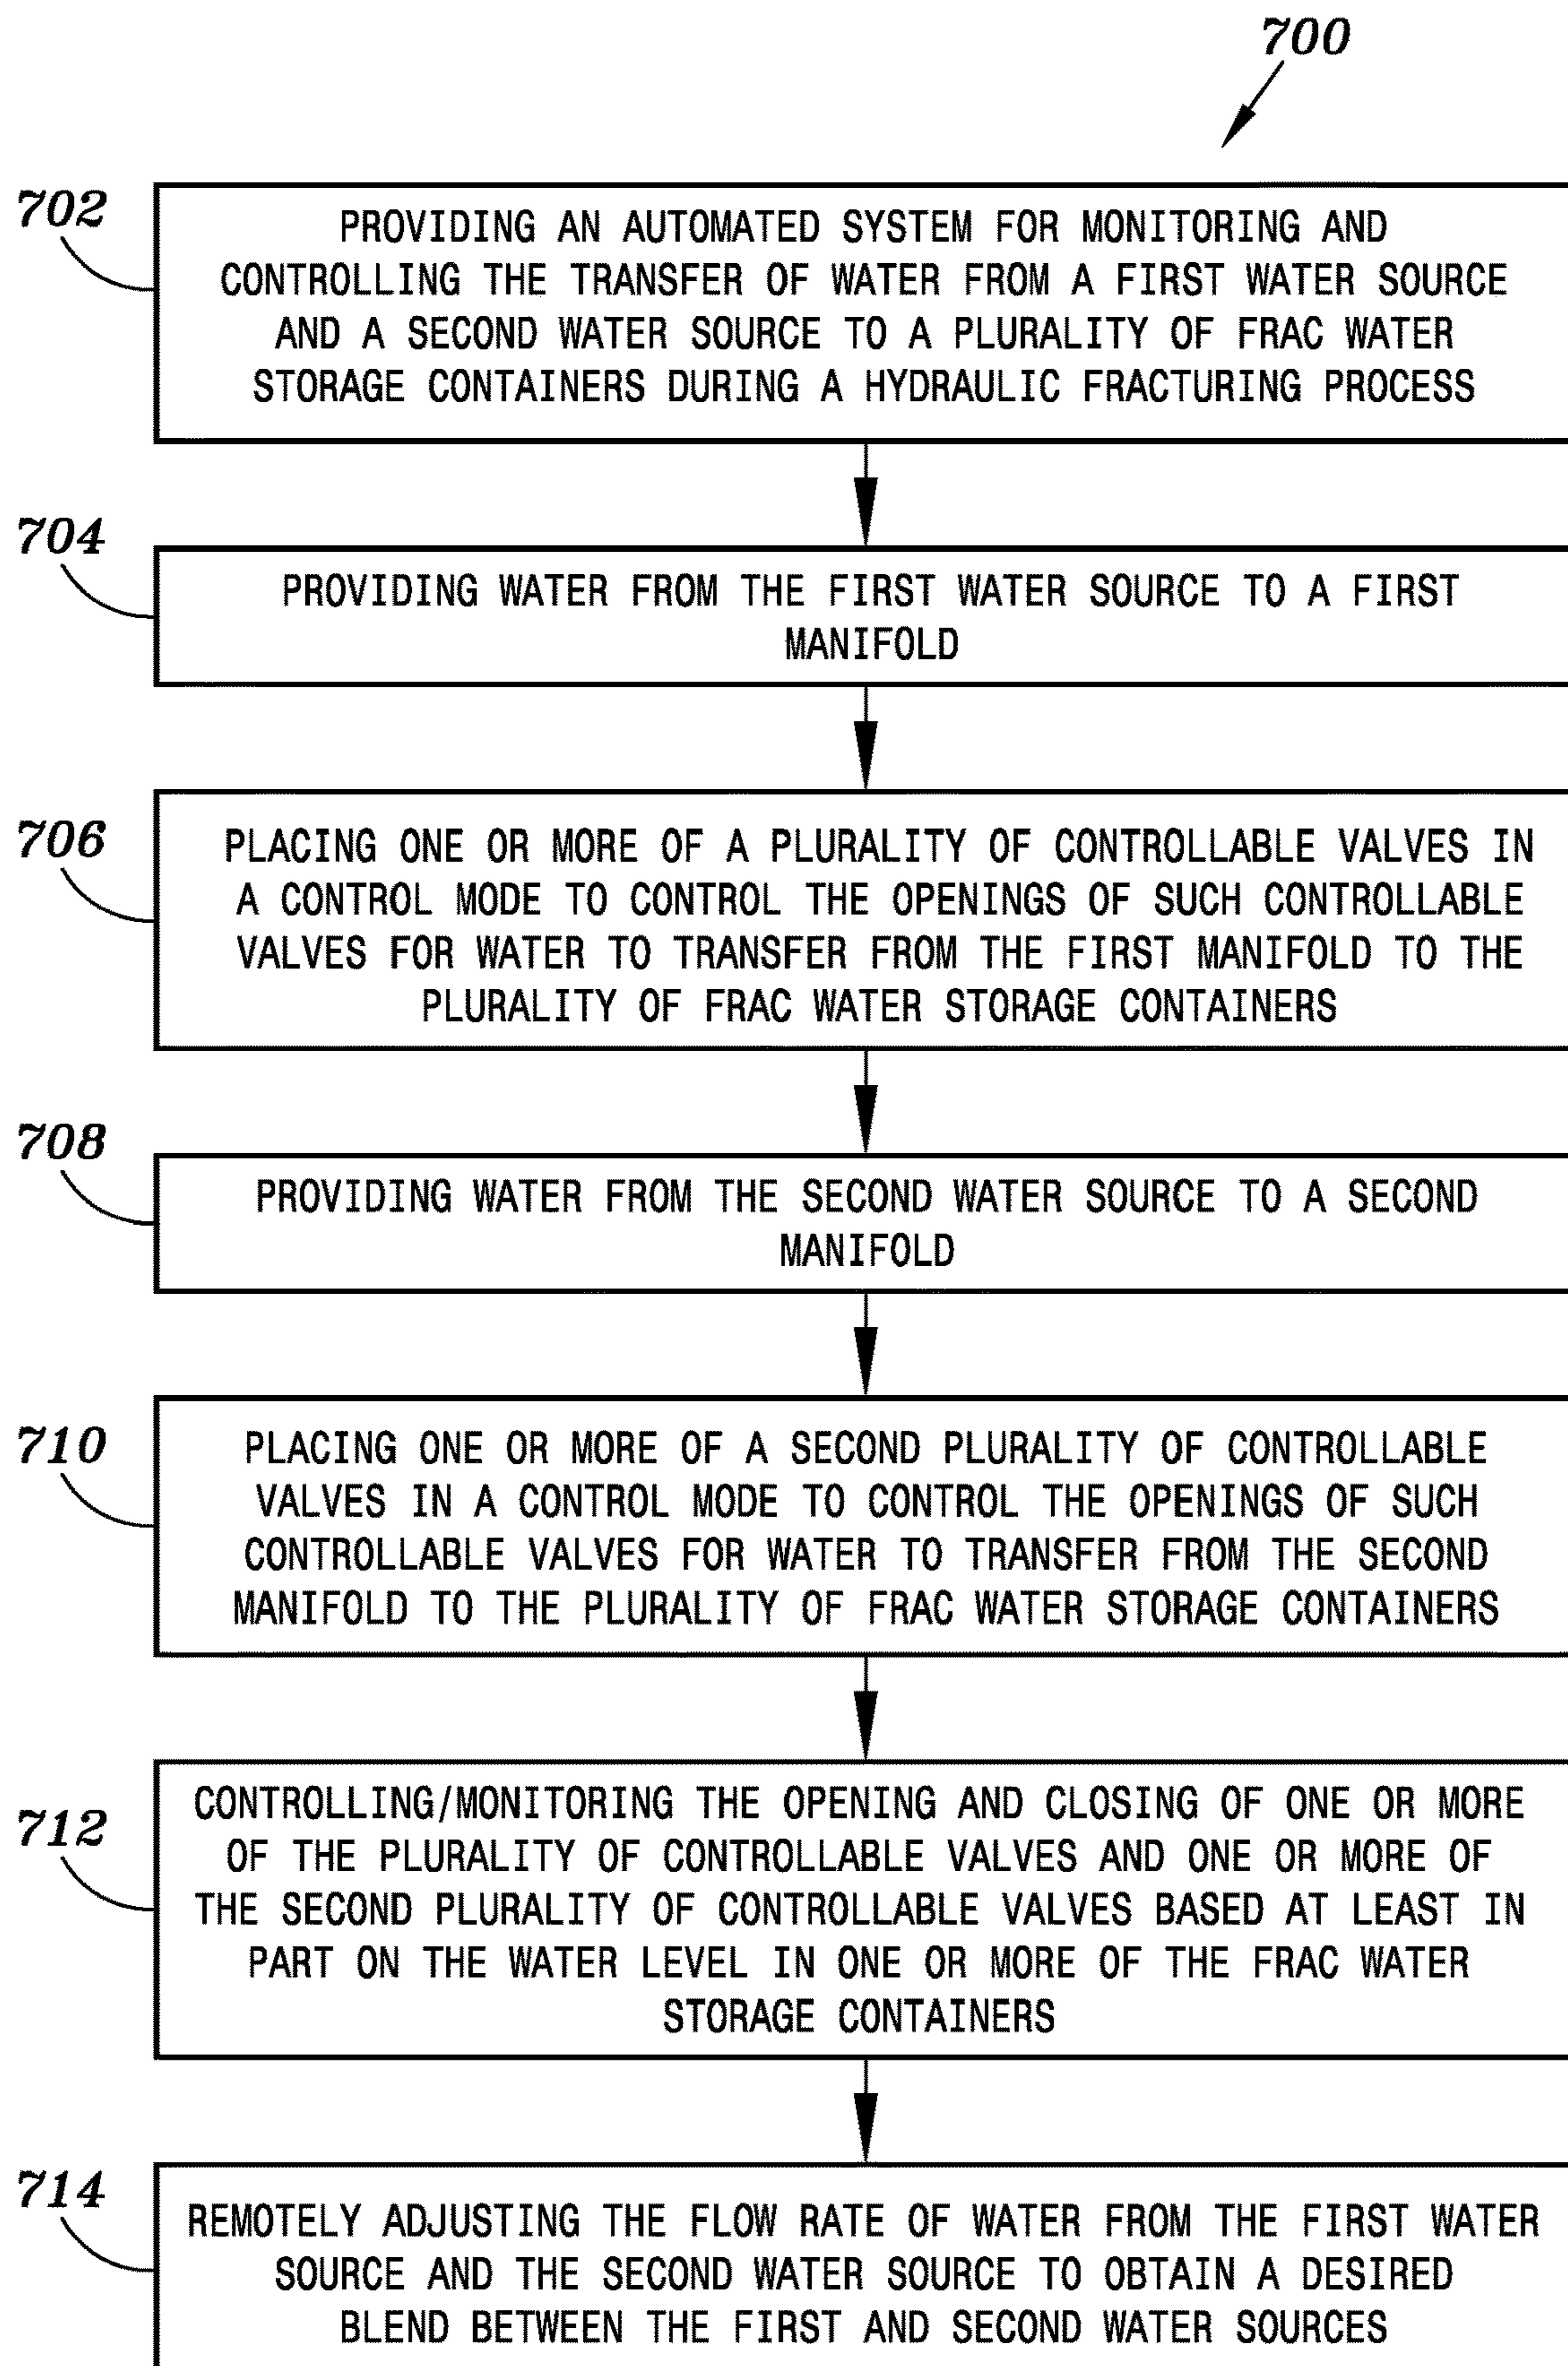 700
702
PROVIDING AN AUTOMATED SYSTEM FOR MONITORING AND
CONTROLLING THE TRANSFER OF WATER FROM A FIRST WATER SOURCE
AND A SECOND WATER SOURCE TO A PLURALITY OF FRAC WATER
STORAGE CONTAINERS DURING A HYDRAULIC FRACTURING PROCESS
704
PROVIDING WATER FROM THE FIRST WATER SOURCE TO A FIRST
MANIFOLD
706
PLACING ONE OR MORE OF A PLURALITY OF CONTROLLABLE VALVES IN
A CONTROL MODE TO CONTROL THE OPENINGS OF SUCH CONTROLLABLE
VALVES FOR WATER TO TRANSFER FROM THE FIRST MANIFOLD TO THE
PLURALITY OF FRAC WATER STORAGE CONTAINERS
708
PROVIDING WATER FROM THE SECOND WATER SOURCE TO A SECOND
MANIFOLD
710
PLACING ONE OR MORE OF A SECOND PLURALITY OF CONTROLLABLE
VALVES IN A CONTROL MODE TO CONTROL THE OPENINGS OF SUCH
CONTROLLABLE VALVES FOR WATER TO TRANSFER FROM THE SECOND
MANIFOLD TO THE PLURALITY OF FRAC WATER STORAGE CONTAINERS
712
CONTROLLING/MONITORING THE OPENING AND CLOSING OF ONE OR MORE
OF THE PLURALITY OF CONTROLLABLE VALVES AND ONE OR MORE OF
THE SECOND PLURALITY OF CONTROLLABLE VALVES BASED AT LEAST IN
PART ON THE WATER LEVEL IN ONE OR MORE OF THE FRAC WATER
STORAGE CONTAINERS
714
REMOTELY ADJUSTING THE FLOW RATE OF WATER FROM THE FIRST WATER
SOURCE AND THE SECOND WATER SOURCE TO OBTAIN A DESIRED
BLEND BETWEEN THE FIRST AND SECOND WATER SOURCES